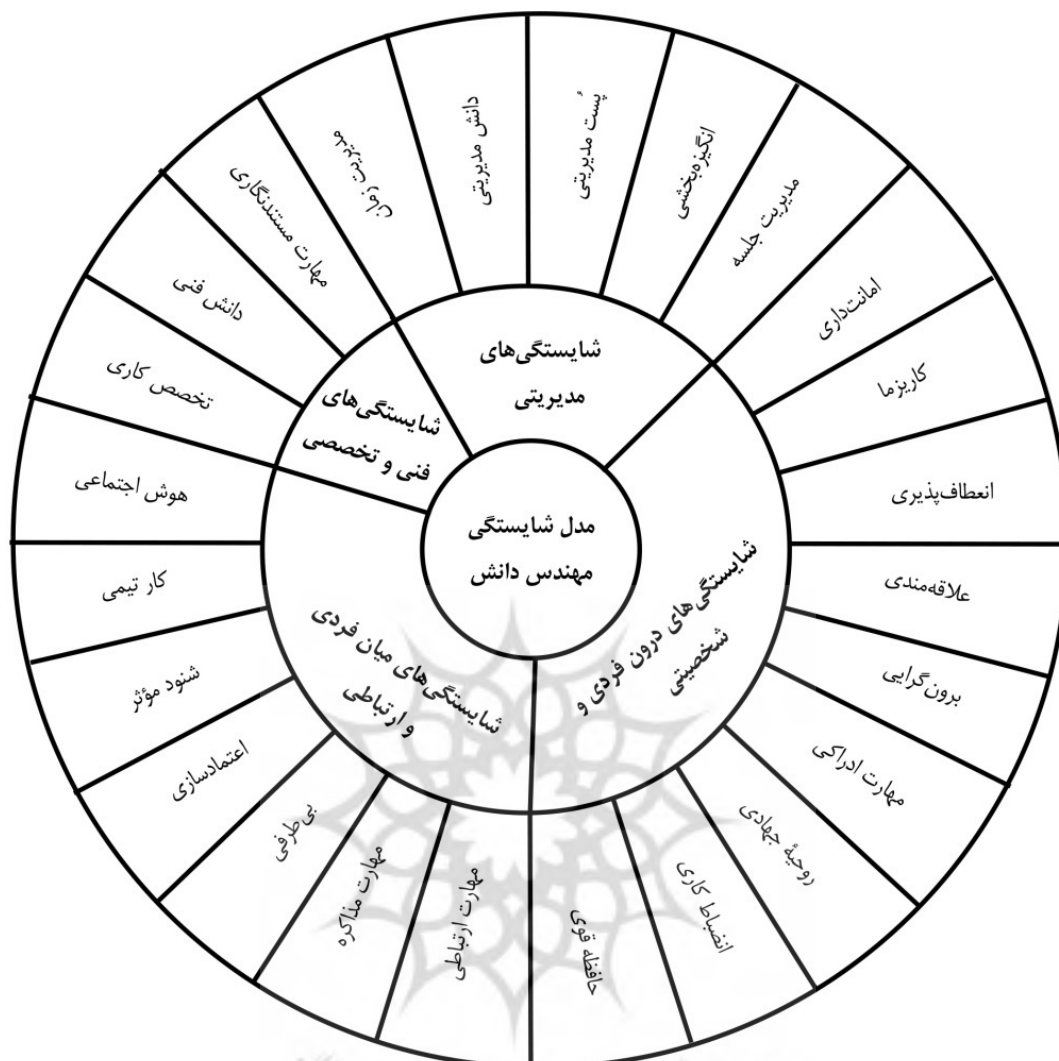 مدل شایستگی
مهندس دانش
شایستگی‌های
مدیریتی
شایستگی‌های درون فردی و
شخصیتی
شایستگی‌های میان فردی
و ارتباطی
شایستگی‌های
فنی و تخصصی
مدیریت زمان
دانش مدیریتی
پُست مدیریتی
انگیزه‌بخشی
مدیریت جلسه
امانت‌داری
کاریزما
انعطاف‌پذیری
علاقه‌مندی
برون‌گرایی
مهارت ادراکی
روحیهٔ جهادی
انضباط کاری
حافظه قوی
مهارت ارتباطی
مهارت مذاکره
بی‌طرفی
اعتمادسازی
شنود مؤثر
کار تیمی
هوش اجتماعی
تخصص کاری
دانش فنی
مهارت مستندنگاری